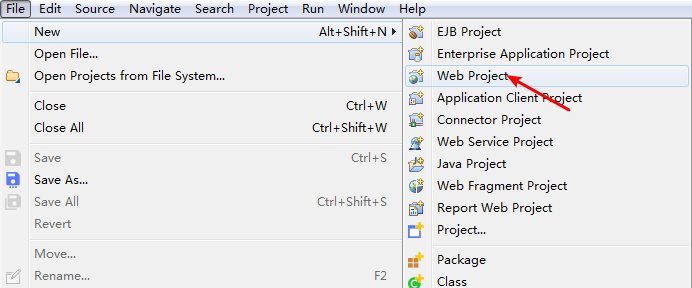 File Edit Source Navigate Search Project Run Window Help
New Alt+Shift+N
Open File...
Open Projects from File System...
Close Ctrl+W
Close All Ctrl+Shift+W
Save Ctrl+S
Save As...
Save All Ctrl+Shift+S
Revert
Move...
Rename... F2
EJB Project
Enterprise Application Project
Web Project
Application Client Project
Connector Project
Web Service Project
Java Project
Web Fragment Project
Report Web Project
Project...
Package
Class